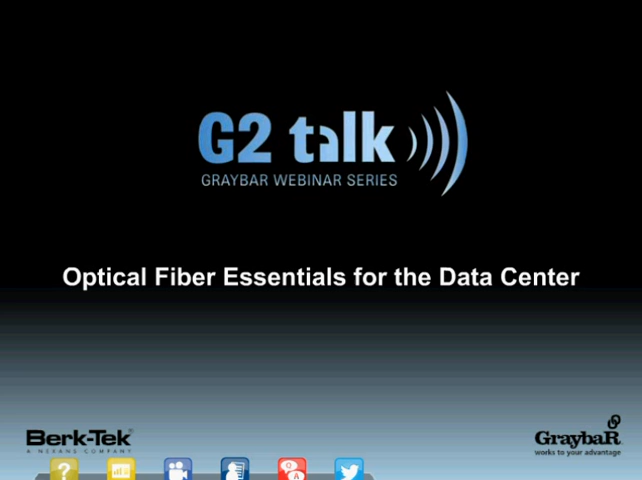 G2 talk
GRAYBAR WEBINAR SERIES
Optical Fiber Essentials for the Data Center
Berk-Tek®
A NEXANS COMPANY
GraybaR
works to your advantage
?
Q
A